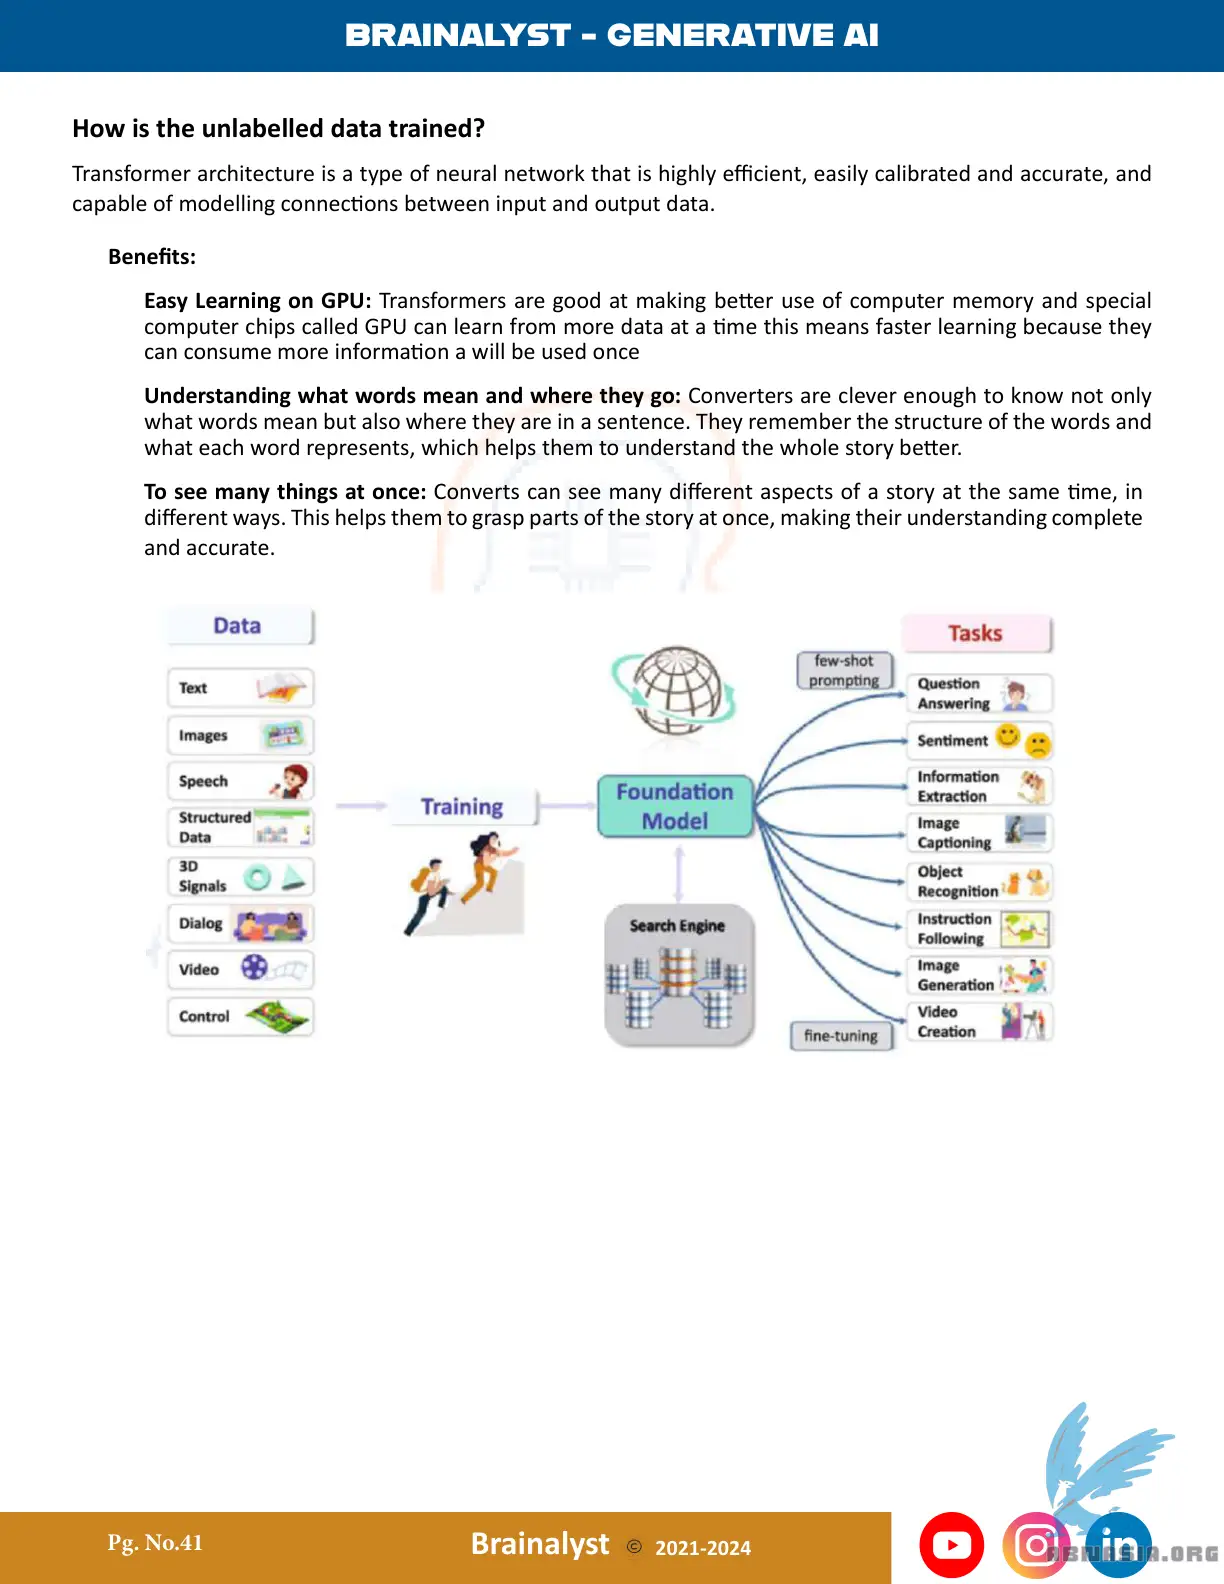 BRAINALYST - GENERATIVE AI
How is the unlabelled data trained?
Transformer architecture is a type of neural network that is highly efficient, easily calibrated and accurate, and
capable of modelling connections between input and output data.
Benefits:
Easy Learning on GPU: Transformers are good at making better use of computer memory and special
computer chips called GPU can learn from more data at a time this means faster learning because they
can consume more information a will be used once
Understanding what words mean and where they go: Converters are clever enough to know not only
what words mean but also where they are in a sentence. They remember the structure of the words and
what each word represents, which helps them to understand the whole story better.
To see many things at once: Converts can see many different aspects of a story at the same time, in
different ways. This helps them to grasp parts of the story at once, making their understanding complete
and accurate.
Data
Text
Images
Speech
Structured
Data
3D
Signals
Dialog
Video
Control
Training
Foundation
Model
Search Engine
few-shot
prompting
fine-tuning
Tasks
Question
Answering
Sentiment
Information
Extraction
Image
Captioning
Object
Recognition
Instruction
Following
Image
Generation
Video
Creation
Pg. No.41
Brainalyst © 2021-2024
in
ABINASIA.ORG